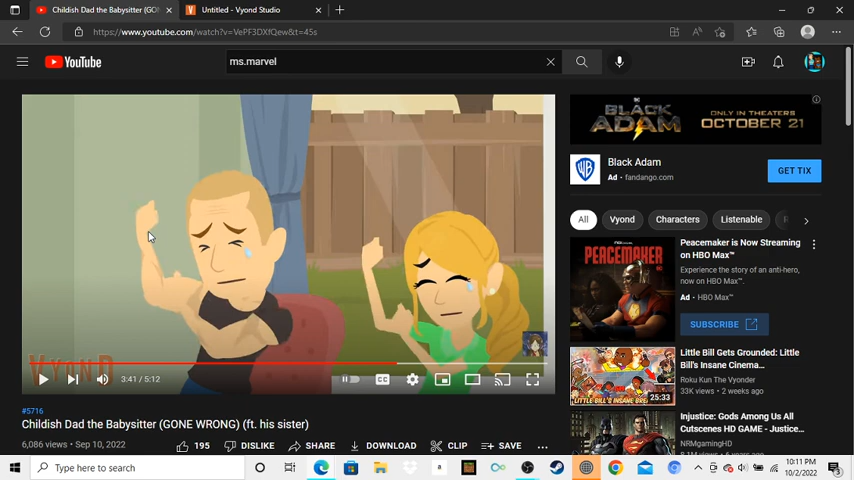 Childish Dad the Babysitter (GON
Untitled - Vyond Studio
https://www.youtube.com/watch?v=VePF3DXfQew&t=45s
YouTube
ms.marvel
BLACK ADAM
ONLY IN THEATERS
OCTOBER 21
Black Adam
Ad · fandango.com
GET TIX
All
Vyond
Characters
Listenable
PEACEMAKER
Peacemaker is Now Streaming on HBO Max™
Experience the story of an anti-hero, now on HBO Max™.
Ad · HBO Max™
SUBSCRIBE
VYOND
3:41 / 5:12
CC
Little Bill Gets Grounded: Little Bill's Insane Cinema...
Roku Kun The Vyonder
33K views • 2 weeks ago
25:33
#5716
Childish Dad the Babysitter (GONE WRONG) (ft. his sister)
6,086 views • Sep 10, 2022
195
DISLIKE
SHARE
DOWNLOAD
CLIP
SAVE
Injustice: Gods Among Us All Cutscenes HD GAME - Justice...
NRMgamingHD
Type here to search
10:11 PM
10/2/2022